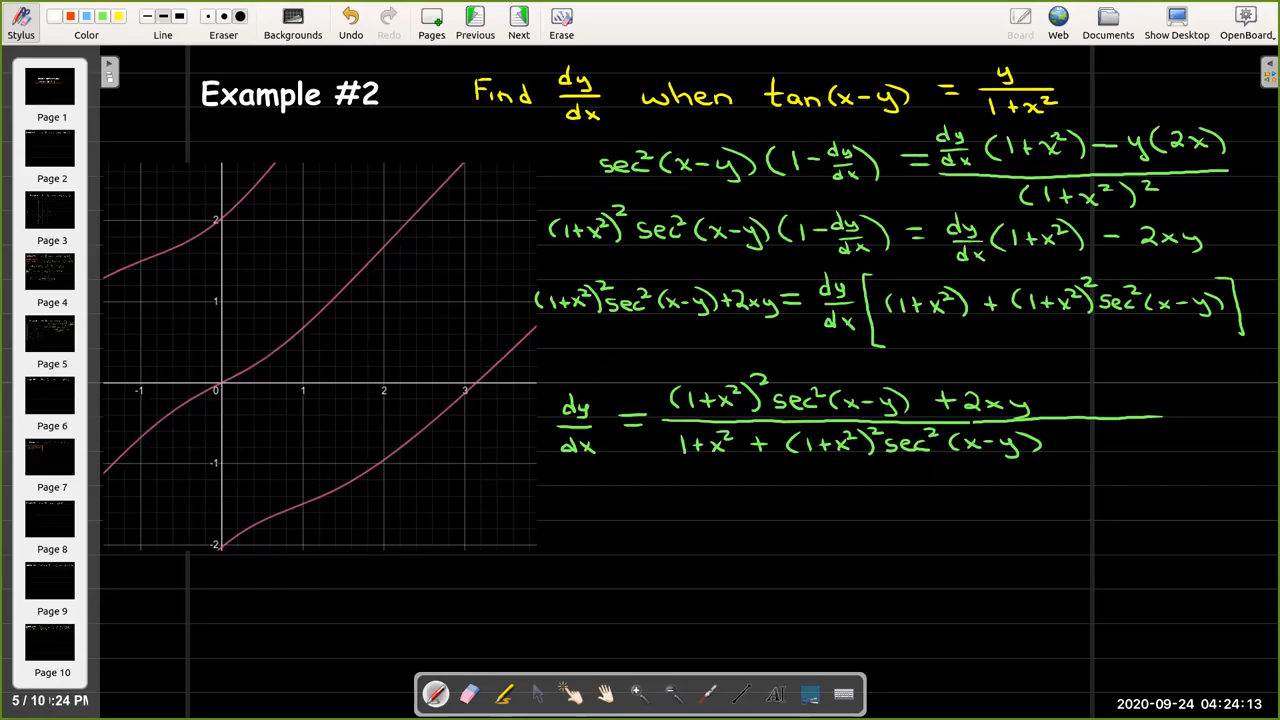 Stylus Color Line Eraser Backgrounds Undo Redo Pages Previous Next Erase Board Web Documents Show Desktop OpenBoard
Page 1
Page 2
Page 3
Page 4
Page 5
Page 6
Page 7
Page 8
Page 9
Page 10
Example #2 Find dy/dx when tan(x-y) = y/(1+x²)
sec²(x-y)(1-dy/dx) = (dy/dx (1+x²) - y(2x))/(1+x²)²
(1+x²)² sec²(x-y)(1-dy/dx) = dy/dx (1+x²) - 2xy
(1+x²)² sec²(x-y)+2xy = dy/dx [(1+x²) + (1+x²)² sec²(x-y)]
dy/dx = ((1+x²)² sec²(x-y) + 2xy)/(1+x² + (1+x²)² sec²(x-y))
2
1
-1 0 1 2 3
-1
-2
5 / 10
:24 PM
2020-09-24 04:24:13